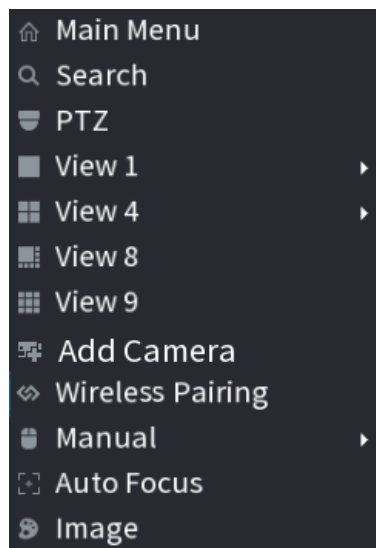 Main Menu
Search
PTZ
View 1
View 4
View 8
View 9
Add Camera
Wireless Pairing
Manual
Auto Focus
Image